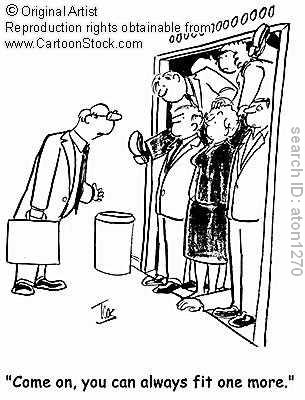 © Original Artist
Reproduction rights obtainable from
www.CartoonStock.com
search ID: aton1270
"Come on, you can always fit one more."